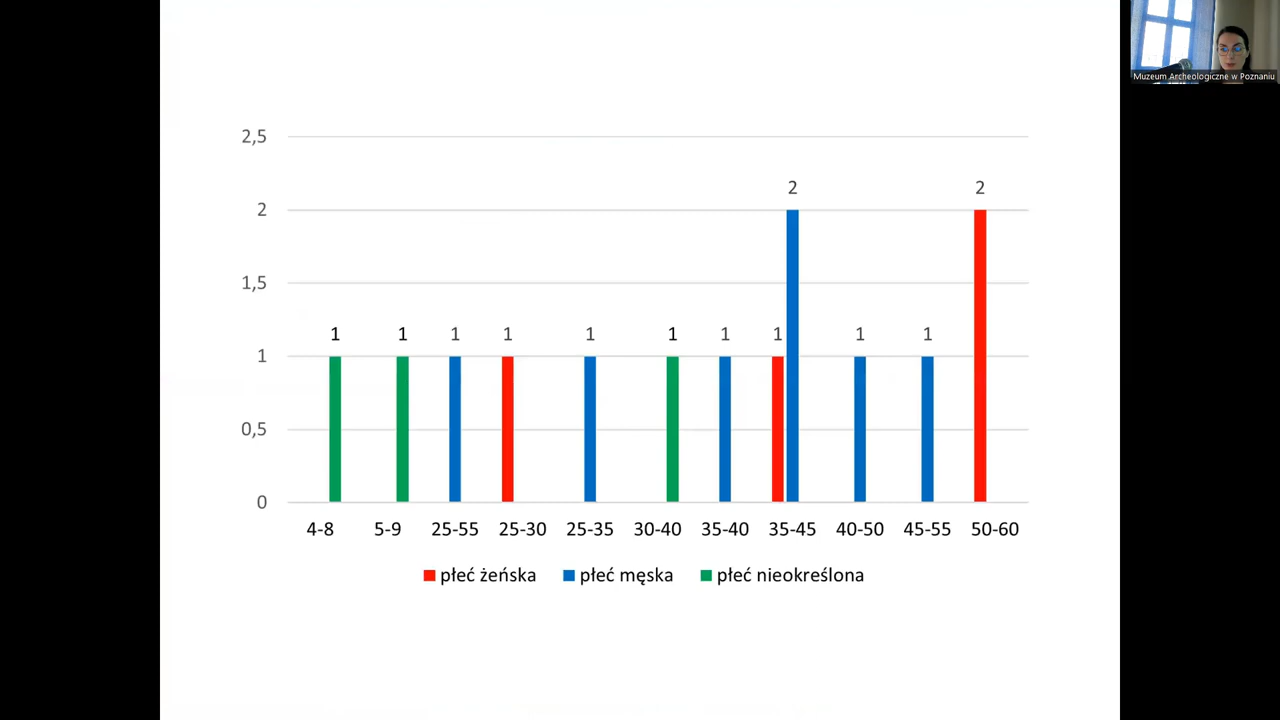 Muzeum Archeologiczne w Poznaniu
2,5
2 2
2
1,5
1 1 1 1 1 1 1 1 1 1
1
0,5
0
4-8 5-9 25-55 25-30 25-35 30-40 35-40 35-45 40-50 45-55 50-60
płeć żeńska płeć męska płeć nieokreślona